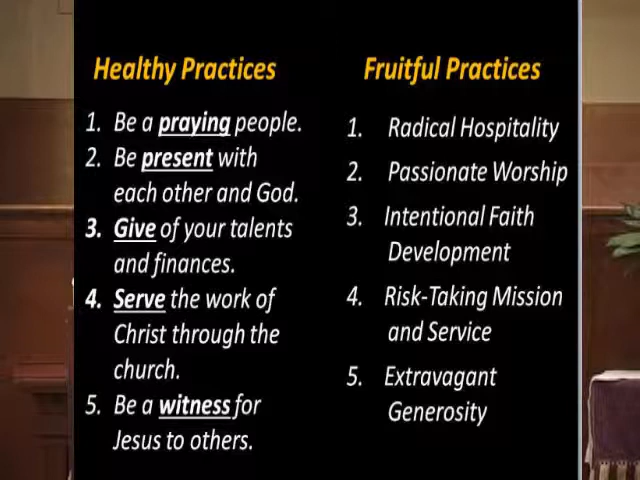 Healthy Practices
1. Be a praying people.
2. Be present with
each other and God.
3. Give of your talents
and finances.
4. Serve the work of
Christ through the
church.
5. Be a witness for
Jesus to others.
Fruitful Practices
1. Radical Hospitality
2. Passionate Worship
3. Intentional Faith
Development
4. Risk-Taking Mission
and Service
5. Extravagant
Generosity